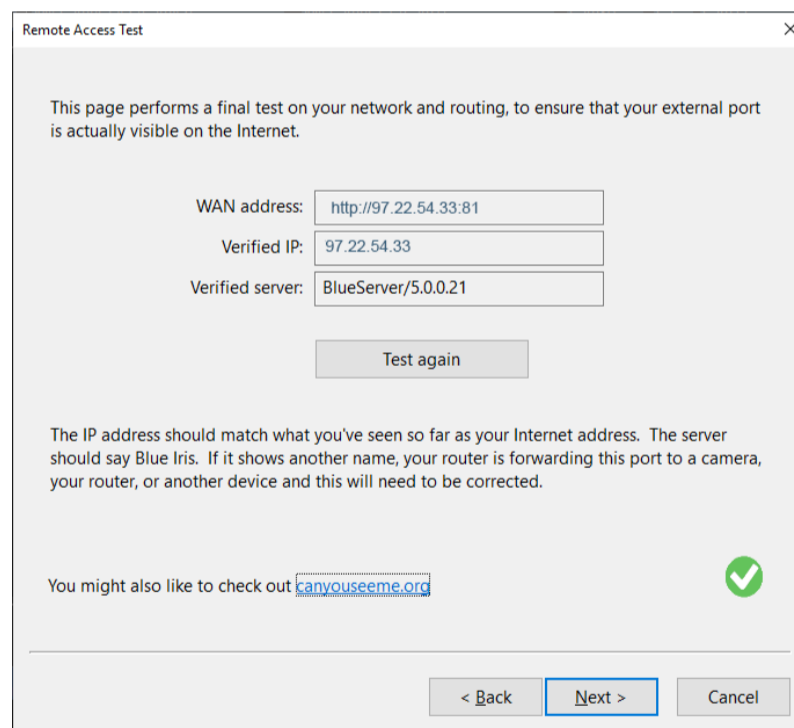 Remote Access Test
This page performs a final test on your network and routing, to ensure that your external port
is actually visible on the Internet.
WAN address: http://97.22.54.33:81
Verified IP: 97.22.54.33
Verified server: BlueServer/5.0.0.21
Test again
The IP address should match what you've seen so far as your Internet address.  The server
should say Blue Iris.  If it shows another name, your router is forwarding this port to a camera,
your router, or another device and this will need to be corrected.
You might also like to check out canyouseeme.org
< Back Next > Cancel